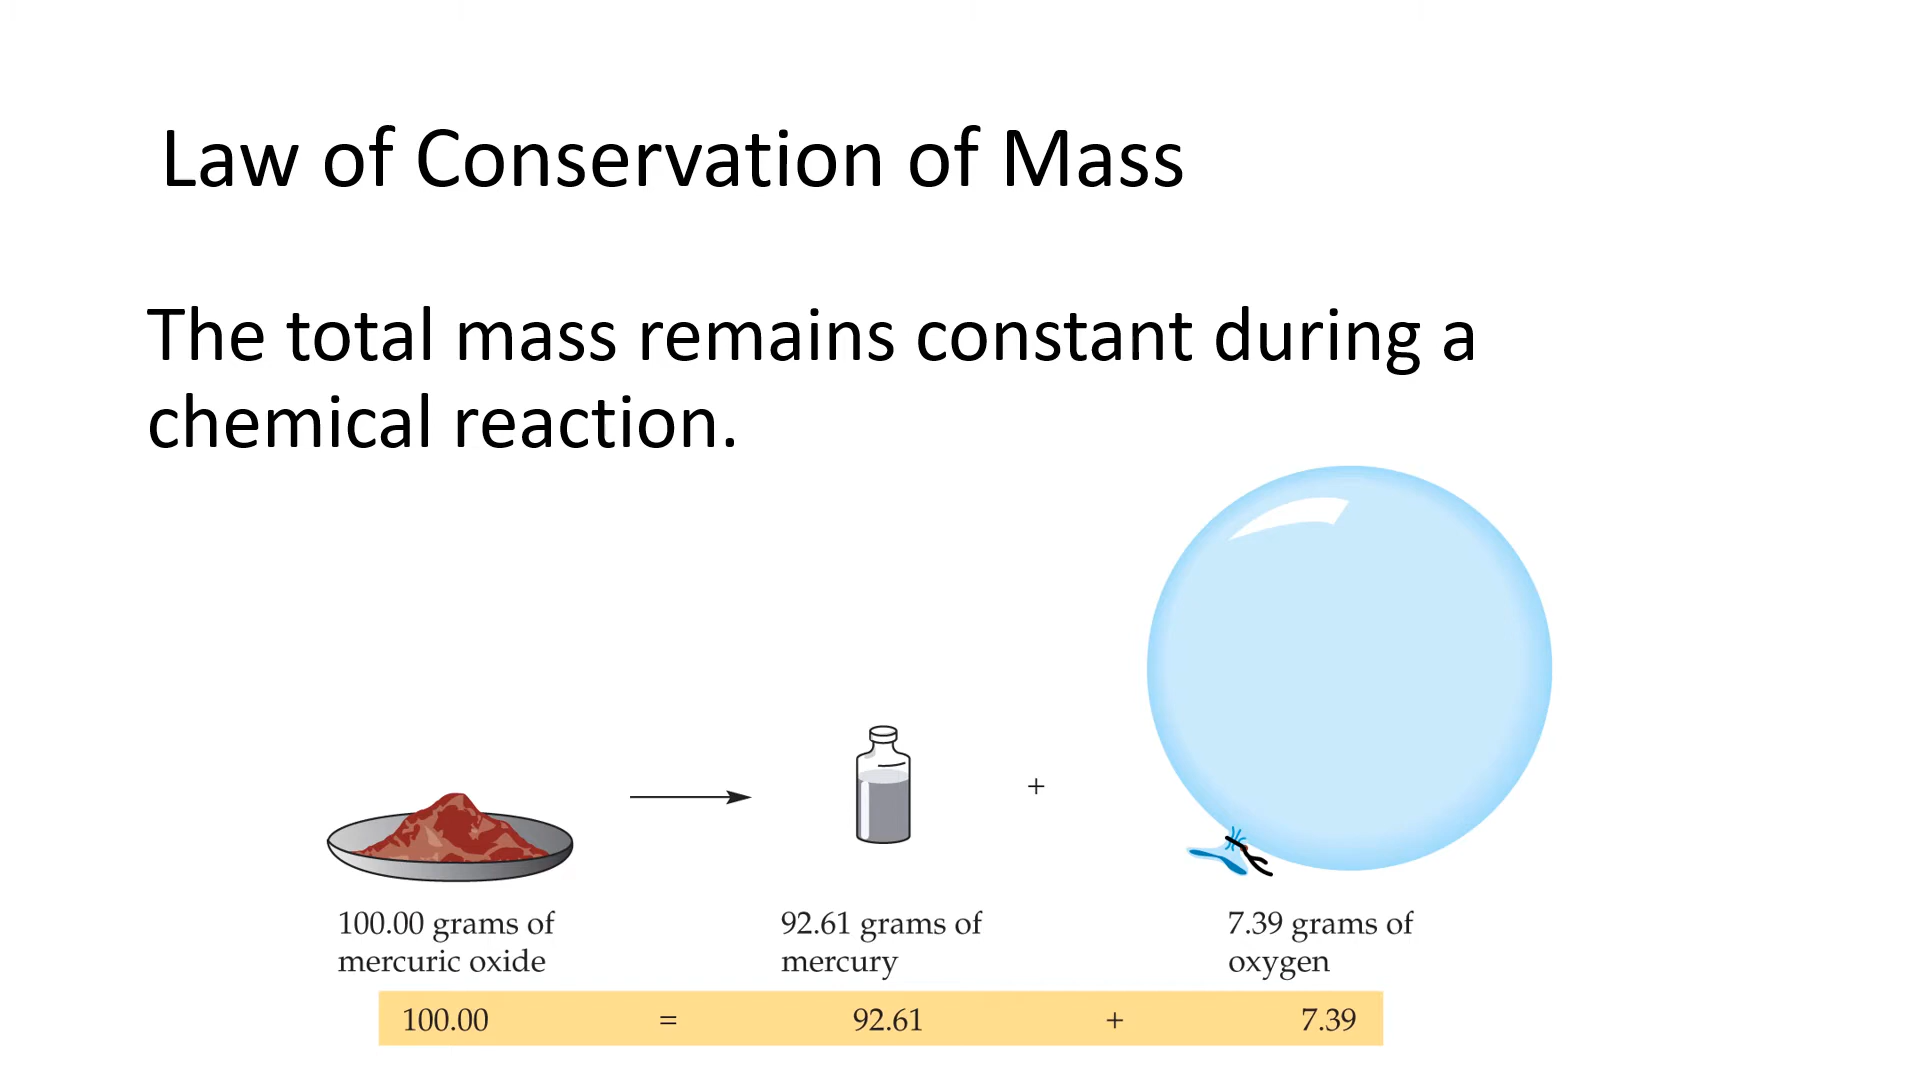 Law of Conservation of Mass
The total mass remains constant during a
chemical reaction.
+
100.00 grams of
mercuric oxide
92.61 grams of
mercury
7.39 grams of
oxygen
100.00 = 92.61 + 7.39